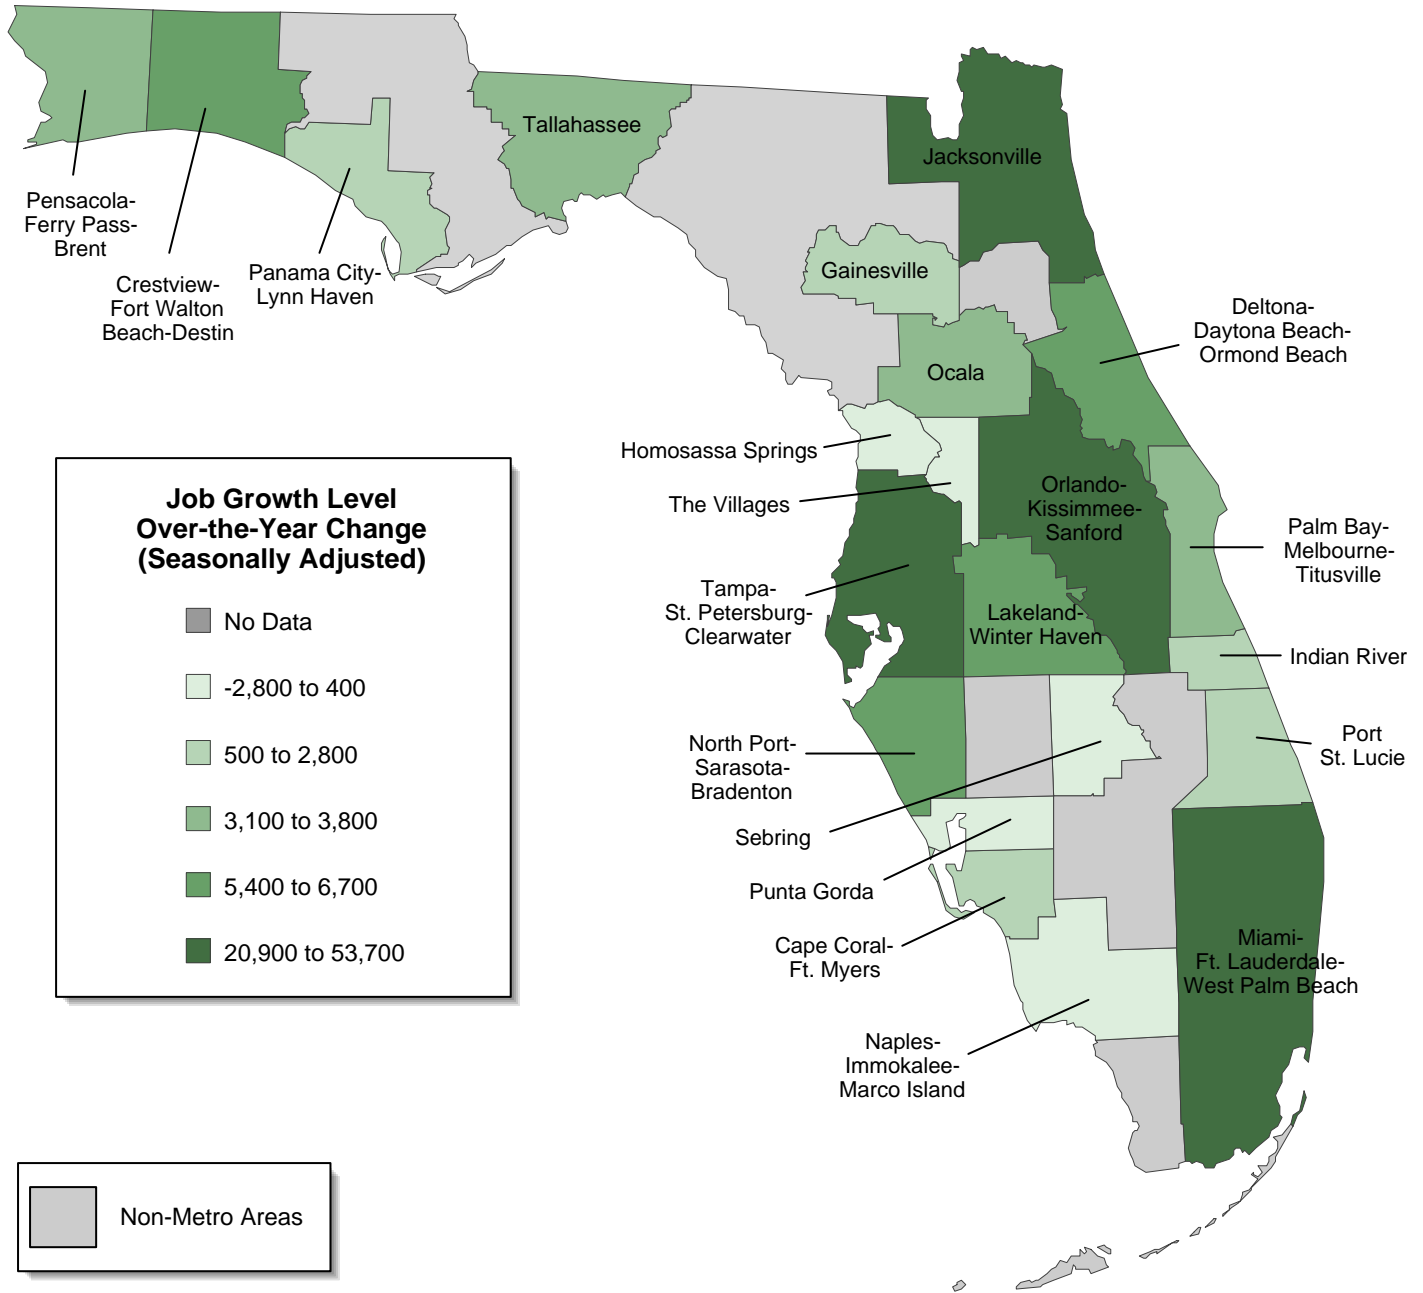 Tallahassee
Jacksonville
Pensacola-
Ferry Pass-
Brent
Crestview-
Fort Walton
Beach-Destin
Panama City-
Lynn Haven
Gainesville
Deltona-
Daytona Beach-
Ormond Beach
Ocala
Homosassa Springs
The Villages
Orlando-
Kissimmee-
Sanford
Palm Bay-
Melbourne-
Titusville
Tampa-
St. Petersburg-
Clearwater
Lakeland-
Winter Haven
Indian River
North Port-
Sarasota-
Bradenton
Port
St. Lucie
Sebring
Punta Gorda
Cape Coral-
Ft. Myers
Miami-
Ft. Lauderdale-
West Palm Beach
Naples-
Immokalee-
Marco Island
Job Growth Level
Over-the-Year Change
(Seasonally Adjusted)
No Data
-2,800 to 400
500 to 2,800
3,100 to 3,800
5,400 to 6,700
20,900 to 53,700
Non-Metro Areas